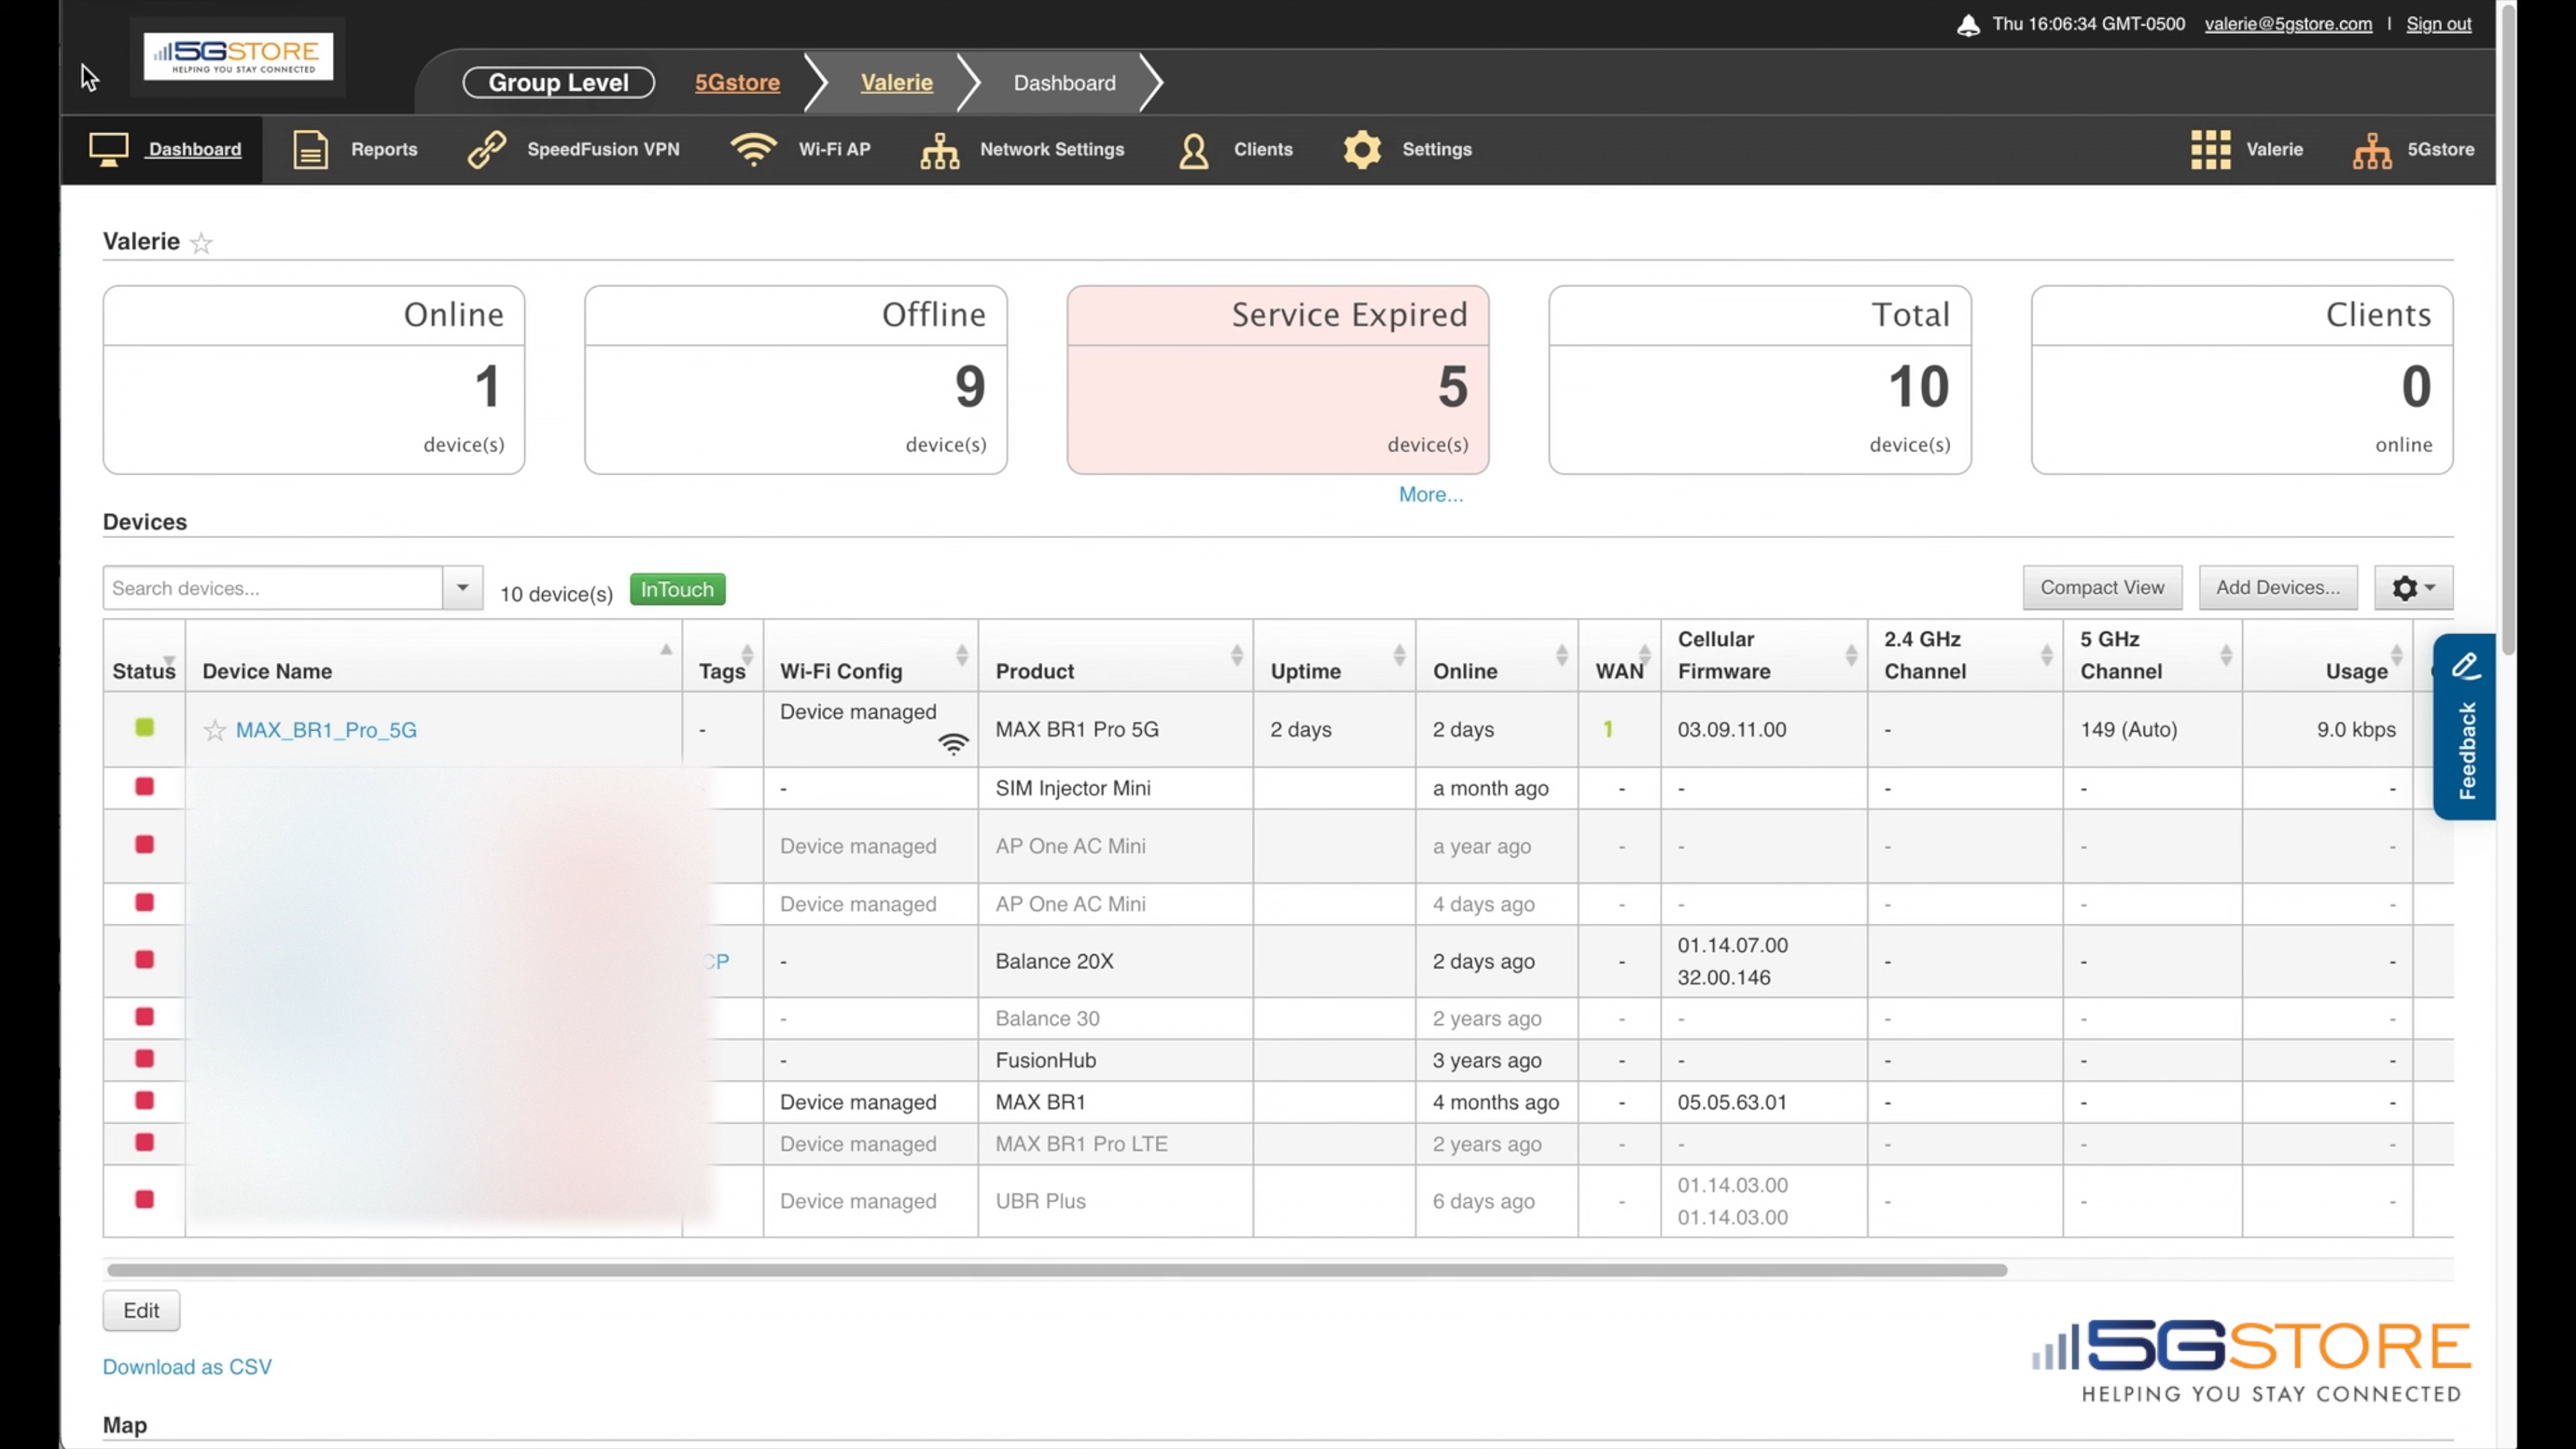 Thu 16:06:34 GMT-0500 valerie@5gstore.com | Sign out
5GSTORE
HELPING YOU STAY CONNECTED
Group Level 5Gstore Valerie Dashboard
Dashboard Reports SpeedFusion VPN Wi-Fi AP Network Settings Clients Settings Valerie 5Gstore
Valerie
Online Offline Service Expired Total Clients
1 9 5 10 0
device(s) device(s) device(s) device(s) online
More...
Devices
Search devices... 10 device(s) InTouch Compact View Add Devices...
Status Device Name Tags Wi-Fi Config Product Uptime Online WAN Cellular Firmware 2.4 GHz Channel 5 GHz Channel Usage
MAX_BR1_Pro_5G - Device managed MAX BR1 Pro 5G 2 days 2 days 1 03.09.11.00 - 149 (Auto) 9.0 kbps
- SIM Injector Mini a month ago - - - - -
Device managed AP One AC Mini a year ago - - - - -
Device managed AP One AC Mini 4 days ago - - - - -
CP - Balance 20X 2 days ago - 01.14.07.00 32.00.146 - - -
- Balance 30 2 years ago - - - - -
- FusionHub 3 years ago - - - - -
Device managed MAX BR1 4 months ago - 05.05.63.01 - - -
Device managed MAX BR1 Pro LTE 2 years ago - - - - -
Device managed UBR Plus 6 days ago - 01.14.03.00 01.14.03.00 - - -
Feedback
Edit
Download as CSV
Map
5GSTORE
HELPING YOU STAY CONNECTED